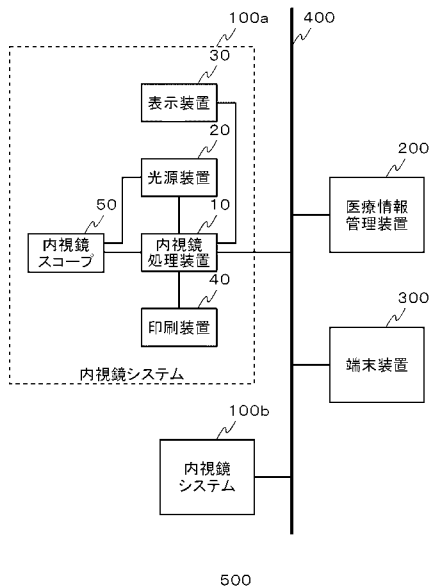 100a
400
30
表示装置
20
光源装置
200
医療情報
管理装置
50
10
内視鏡
スコープ
内視鏡
処理装置
40
印刷装置
300
端末装置
内視鏡システム
100b
内視鏡
システム
500